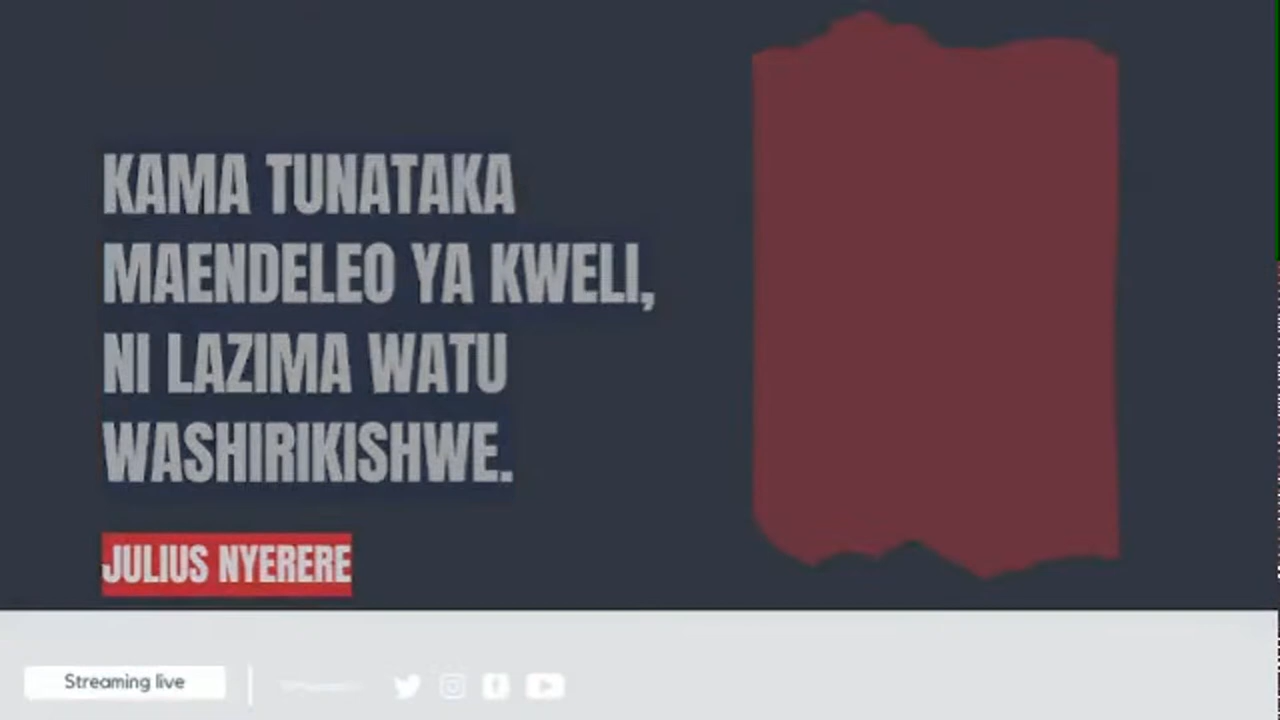 KAMA TUNATAKA
MAENDELEO YA KWELI,
NI LAZIMA WATU
WASHIRIKISHWE.
JULIUS NYERERE
Streaming live